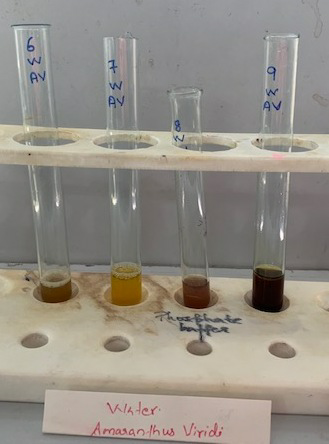 6
W
AV
7
W
AV
8
W
9
W
AV
Phosphate
buffer
Water
Amaranthus Viridi